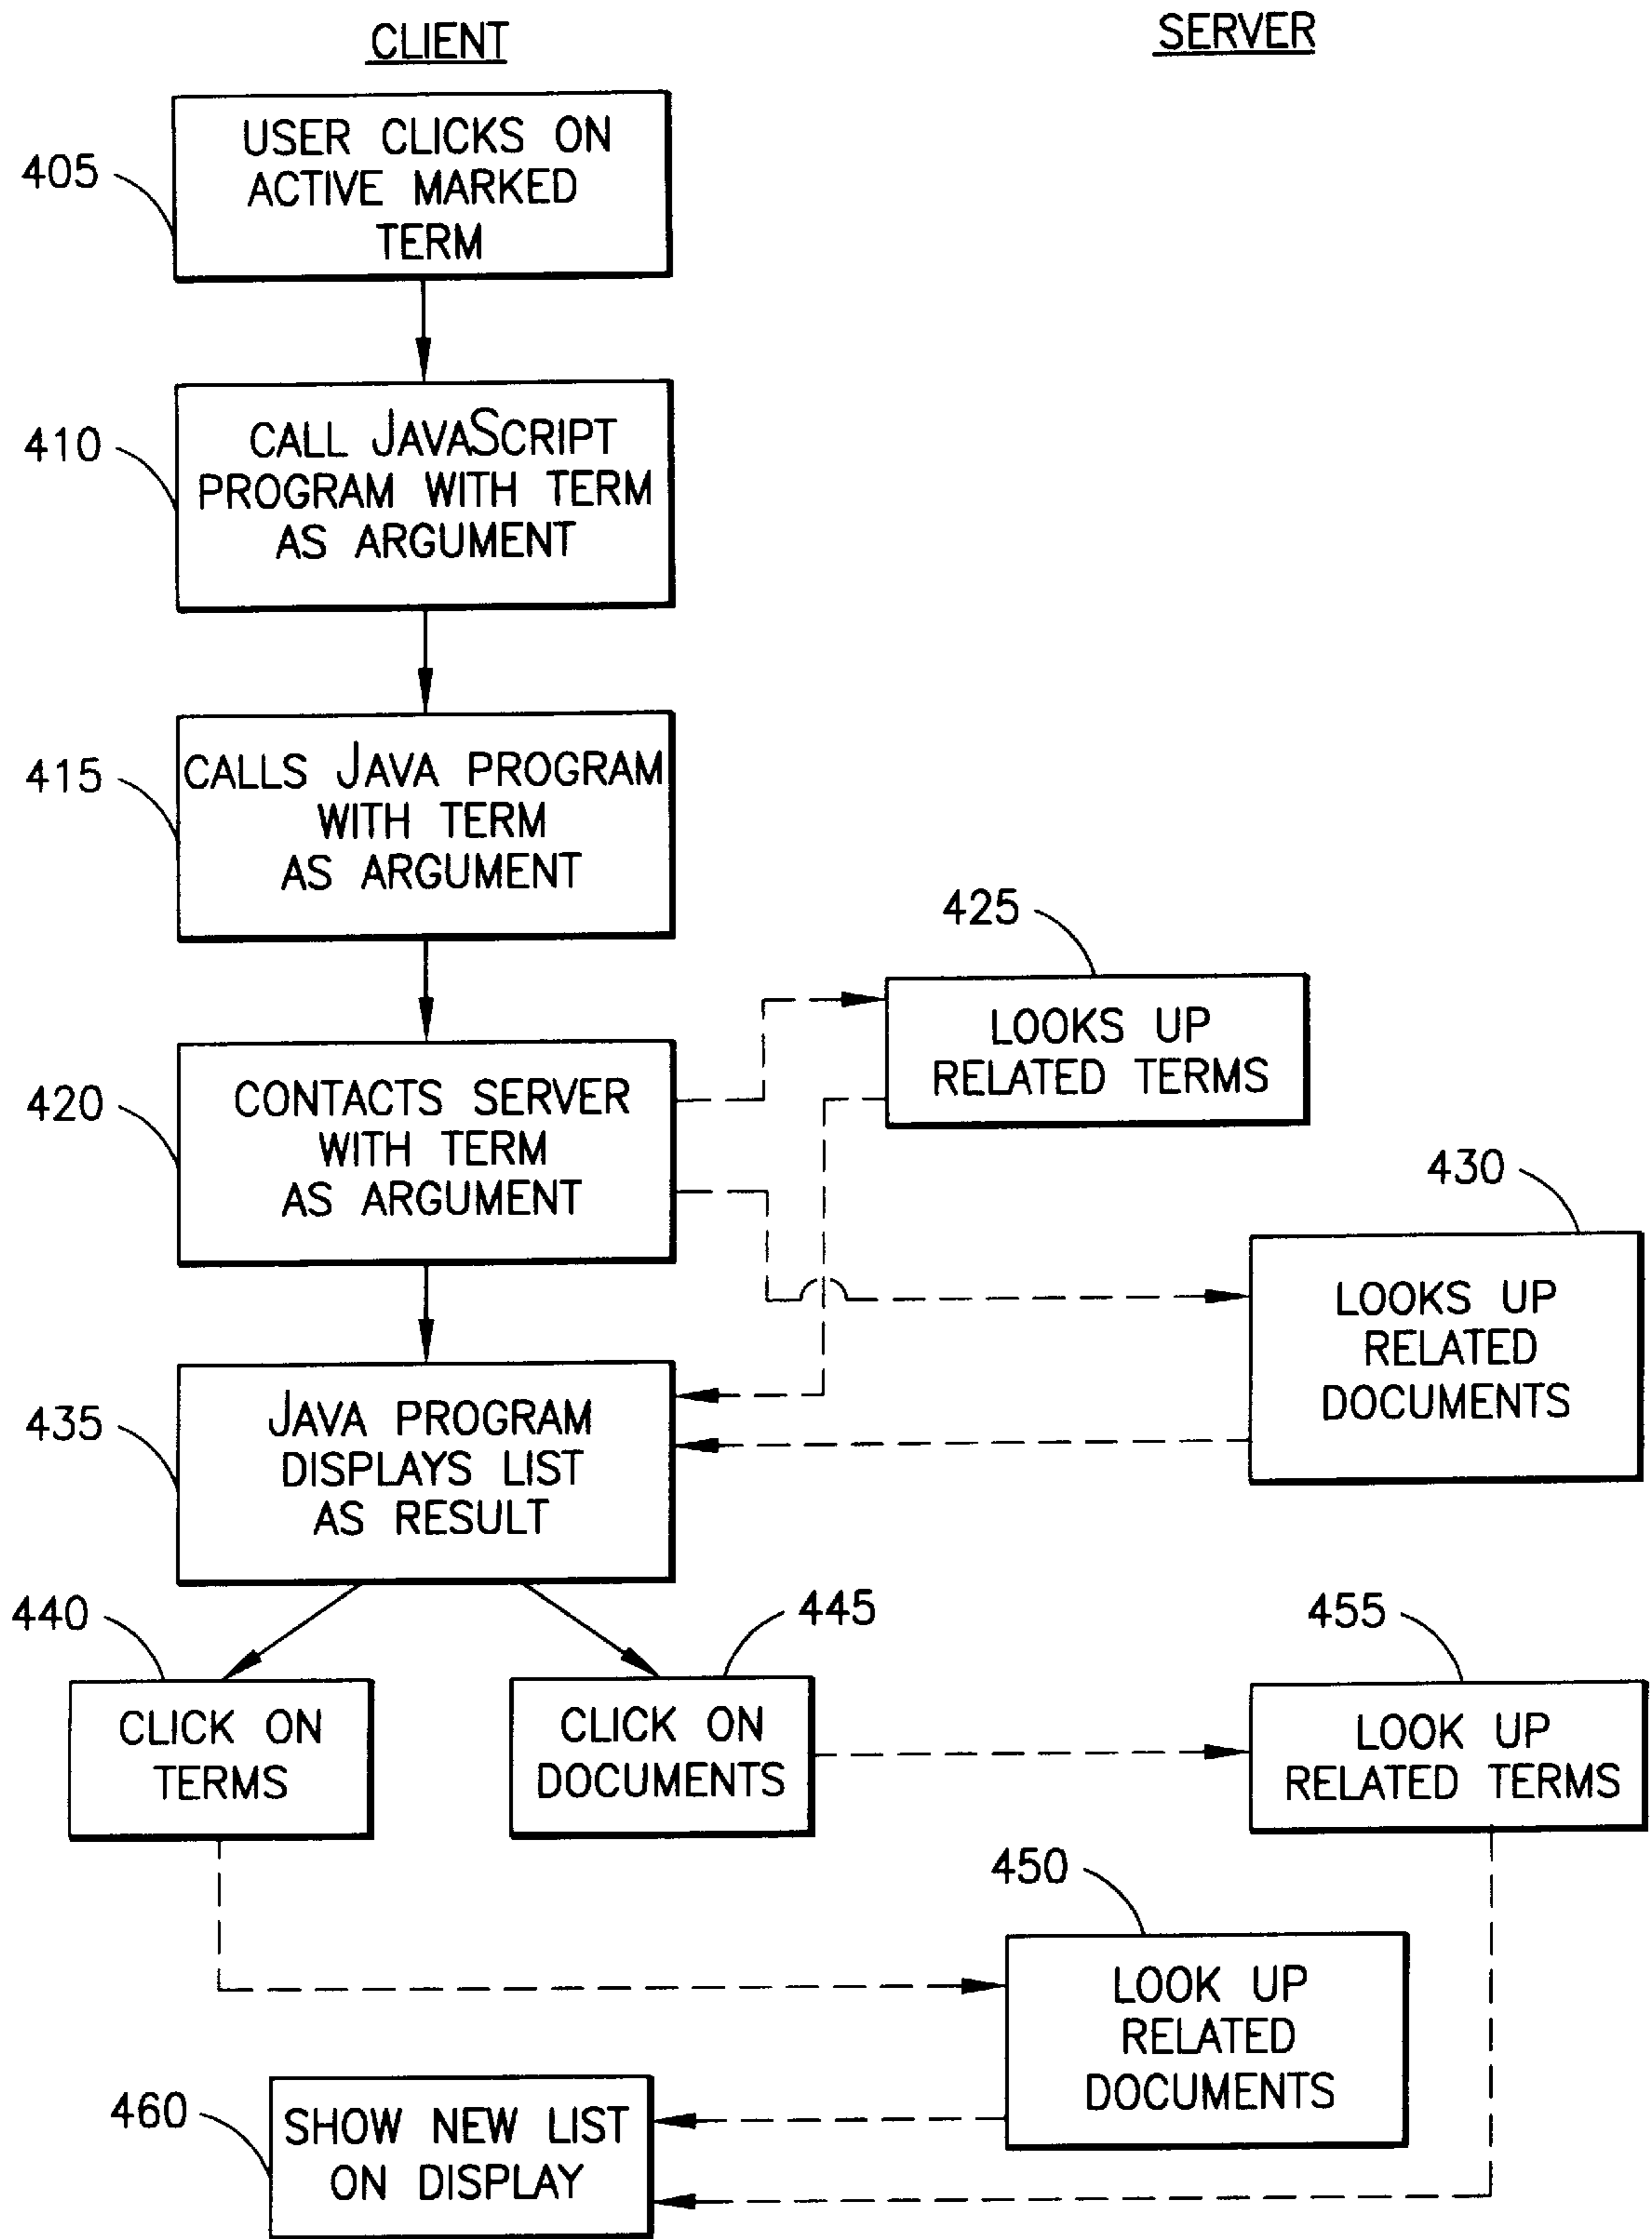 CLIENT
SERVER
405
USER CLICKS ON
ACTIVE MARKED
TERM
410
CALL JAVASCRIPT
PROGRAM WITH TERM
AS ARGUMENT
415
CALLS JAVA PROGRAM
WITH TERM
AS ARGUMENT
425
LOOKS UP
RELATED TERMS
420
CONTACTS SERVER
WITH TERM
AS ARGUMENT
430
LOOKS UP
RELATED
DOCUMENTS
435
JAVA PROGRAM
DISPLAYS LIST
AS RESULT
440
CLICK ON
TERMS
445
CLICK ON
DOCUMENTS
455
LOOK UP
RELATED TERMS
450
LOOK UP
RELATED
DOCUMENTS
460
SHOW NEW LIST
ON DISPLAY